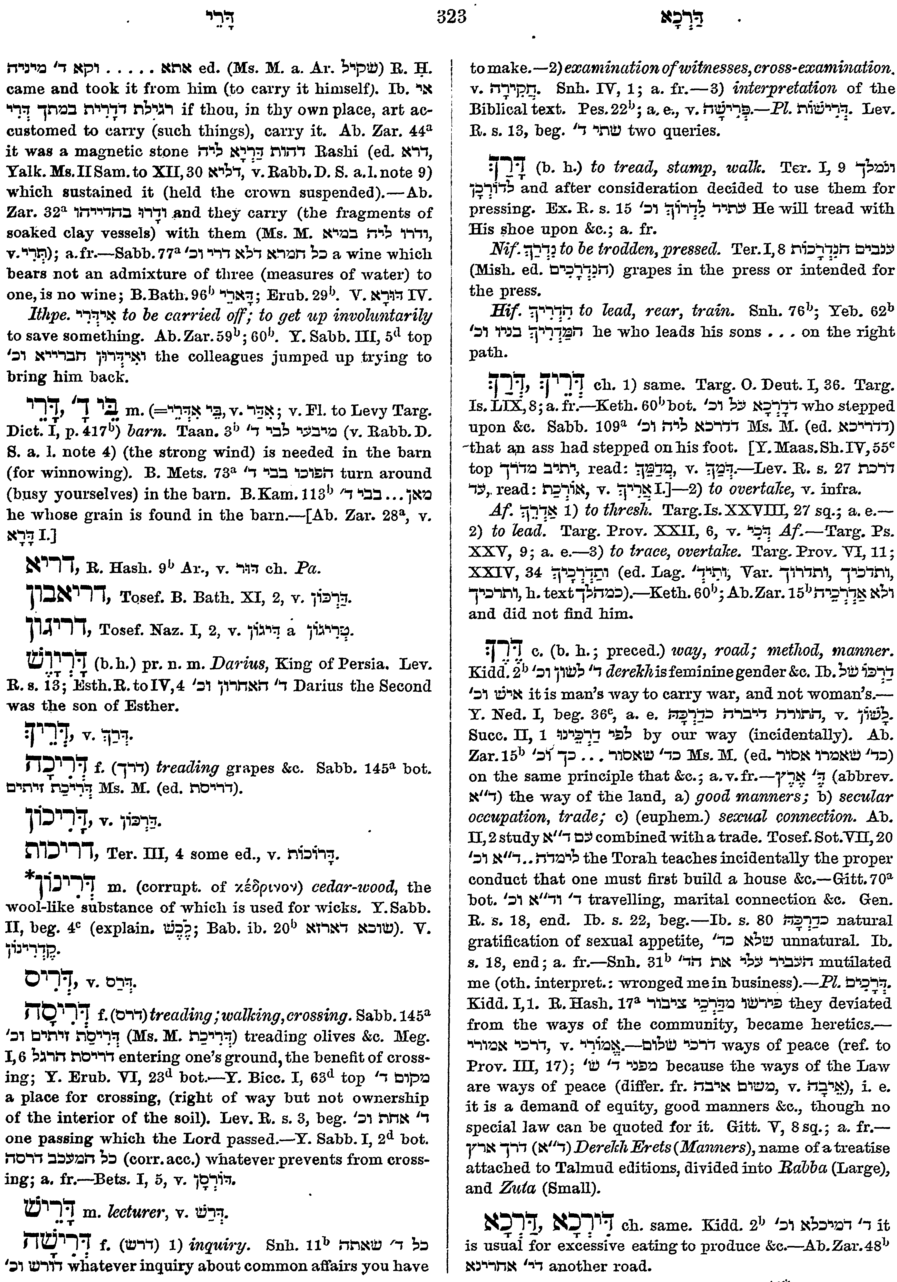 דָּרֵי 323 דַּרְכָא
אתא ..... וקא ד' מיניה ed. (Ms. M. a. Ar. שקיל) R. Ḥ.
came and took it from him (to carry it himself). Ib. אי
רגילת דְּדָרִית במתך דְּרֵי if thou, in thy own place, art ac-
customed to carry (such things), carry it. Ab. Zar. 44ᵃ
it was a magnetic stone דהות דָּרְיָא ליה Rashi (ed. דרא,
Yalk. Ms. II Sam. to XII, 30 דליא, v. Rabb. D. S. a. l. note 9)
which sustained it (held the crown suspended).—Ab.
Zar. 32ᵃ ודָרוּ בהדייהו and they carry (the fragments of
soaked clay vessels) with them (Ms. M. ודרו ליה במיא,
v. תְּרֵי); a. fr.—Sabb. 77ᵃ כל חמרא דלא דרי וכ' a wine which
bears not an admixture of three (measures of water) to
one, is no wine; B. Bath. 96ᵇ דָּארֵי; Erub. 29ᵇ. V. דּוּרָא IV.
Ithpe. אִידְּרִי to be carried off; to get up involuntarily
to save something. Ab. Zar. 59ᵇ; 60ᵇ. Y. Sabb. III, 5ᵈ top
ואִידְּרוּן חברייא וכ' the colleagues jumped up trying to
bring him back.
דָּרֵי, בֵּי ד' m. (=בֵּי אִדְּרֵי, v. אִדַּר; v. Fl. to Levy Targ.
Dict. I, p. 417ᵇ) barn. Taan. 3ᵇ מיבעי לבי ד' (v. Rabb. D.
S. a. l. note 4) (the strong wind) is needed in the barn
(for winnowing). B. Mets. 73ᵃ הפוכו בבי ד' turn around
(busy yourselves) in the barn. B. Kam. 113ᵇ מאן... בבי ד'
he whose grain is found in the barn.—[Ab. Zar. 28ᵃ, v.
דָּרָא I.]
דריא, R. Hash. 9ᵇ Ar., v. דּוּר ch. Pa.
דריאבון, Tosef. B. Bath. XI, 2, v. דַּרְכּוֹן.
דריגון, Tosef. Naz. I, 2, v. דִּיגוֹן a טְרִיגוֹן.
דָּרְיָוֶשׁ (b. h.) pr. n. m. Darius, King of Persia. Lev.
R. s. 13; Esth. R. to IV, 4 ד' האחרון וכ' Darius the Second
was the son of Esther.
דָּרֵיךְ, v. דְּרַךְ.
דְּרִיכָה f. (דרך) treading grapes &c. Sabb. 145ᵃ bot.
דְּרִיכַת זיתים Ms. M. (ed. דריסת).
דְּרִיכוֹן, v. דַּרְכּוֹן.
דריכות, Ter. III, 4 some ed., v. דָּרוֹכוֹת.
דְּרִינוֹן* m. (corrupt. of κέδρινον) cedar-wood, the
wool-like substance of which is used for wicks. Y. Sabb.
II, beg. 4ᶜ (explain. לֶכֶשׁ; Bab. ib. 20ᵇ שוכא דארזא). V.
קִדְרִינוֹן.
דְּרִיס, v. דְּרַס.
דְּרִיסָה f. (דרס) treading; walking, crossing. Sabb. 145ᵃ
דְּרִיסַת זיתים וכ' (Ms. M. דְּרִיכַת) treading olives &c. Meg.
I, 6 דריסת הרגל entering one's ground, the benefit of cross-
ing; Y. Erub. VI, 23ᵈ bot.—Y. Bicc. I, 63ᵈ top מקום ד'
a place for crossing, (right of way but not ownership
of the interior of the soil). Lev. R. s. 3, beg. ד' אחת וכ'
one passing which the Lord passed.—Y. Sabb. I, 2ᵈ bot.
כל המעכב דרסה (corr. acc.) whatever prevents from cross-
ing; a. fr.—Bets. I, 5, v. דּוֹרְסָן.
דָּרֵישׁ m. lecturer, v. דְּרַשׁ.
דְּרִישָׁה f. (דרש) 1) inquiry. Snh. 11ᵇ כל ד' שאתה
דורש וכ' whatever inquiry about common affairs you have
to make.—2) examination of witnesses, cross-examination.
v. חֲקִירָה. Snh. IV, 1; a. fr.—3) interpretation of the
Biblical text. Pes. 22ᵇ; a. e., v. פְּרִישָׁה.—Pl. דְּרִישׁוֹת. Lev.
R. s. 13, beg. שתי ד' two queries.
דָּרַךְ (b. h.) to tread, stamp, walk. Ter. I, 9 ונמלך
לדורְכָן and after consideration decided to use them for
pressing. Ex. R. s. 15 עתיד לִדְרוֹךְ וכ' He will tread with
His shoe upon &c.; a. fr.
Nif. נִדְרַךְ to be trodden, pressed. Ter. I, 8 ענבים הנִדְרָכוֹת
(Mish. ed. הנִּדְרָכִים) grapes in the press or intended for
the press.
Hif. הִדְרִיךְ to lead, rear, train. Snh. 76ᵇ; Yeb. 62ᵇ
הַמַּדְרִיךְ בניו וכ' he who leads his sons ... on the right
path.
דְּרַךְ, דָּרֵיךְ ch. 1) same. Targ. O. Deut. I, 36. Targ.
Is. LIX, 8; a. fr.—Keth. 60ᵇ bot. דדָרְכָא על וכ' who stepped
upon &c. Sabb. 109ᵃ דדרכא ליה וכ' Ms. M. (ed. דדריכא)
that an ass had stepped on his foot. [Y. Maas. Sh. IV, 55ᶜ
top ויתיב מדרך, read: מְדַמֵּךְ, v. דְּמַךְ.—Lev. R. s. 27 דרכת
עד, read: אוֹרְכַת, v. אֲרִיךְ I.]—2) to overtake, v. infra.
Af. אַדְרֵךְ 1) to thresh. Targ. Is. XXVIII, 27 sq.; a. e.—
2) to lead. Targ. Prov. XXII, 6, v. דְּכֵי Af.—Targ. Ps.
XXV, 9; a. e.—3) to trace, overtake. Targ. Prov. VI, 11;
XXIV, 34 ותַדְרְכִיךְ (ed. Lag. ותִיד', Var. ותדרוך, ותדכיך,
ותרכיך, h. text כמהלך).—Keth. 60ᵇ; Ab. Zar. 15ᵇ ולא אַדְרְכֵיה
and did not find him.
דֶּרֶךְ c. (b. h.; preced.) way, road; method, manner.
Kidd. 2ᵇ ד' לשון וכ' derekh is feminine gender &c. Ib. דַּרְכּוֹ של
איש וכ' it is man's way to carry war, and not woman's.—
Y. Ned. I, beg. 36ᶜ, a. e. התורה דיברה כדַרְכָּהּ, v. לָשׁוֹן.
Succ. II, 1 לפי דַרְכֵּינוּ by our way (incidentally). Ab.
Zar. 15ᵇ כד' שאסור ... כך וכ' Ms. M. (ed. כד' שאמרו אסור)
on the same principle that &c.; a. v. fr.—ד' אֶרֶץ (abbrev.
ד"א) the way of the land, a) good manners; b) secular
occupation, trade; c) (euphem.) sexual connection. Ab.
II, 2 study עם ד"א combined with a trade. Tosef. Sot. VII, 20
לימדה.. ד"א וכ' the Torah teaches incidentally the proper
conduct that one must first build a house &c.—Gitt. 70ᵃ
bot. ד' וד"א וכ' travelling, marital connection &c. Gen.
R. s. 18, end. Ib. s. 22, beg.—Ib. s. 80 כדַרְכָּהּ natural
gratification of sexual appetite, שלא כד' unnatural. Ib.
s. 18, end; a. fr.—Snh. 31ᵇ העביר עלי את הד' mutilated
me (oth. interpret.: wronged me in business).—Pl. דְּרָכִים.
Kidd. I, 1. R. Hash. 17ᵃ פירשו מדַּרְכֵי ציבור they deviated
from the ways of the community, became heretics.—
דרכי אמורי, v. אֱמוֹרִי.—דרכי שלום ways of peace (ref. to
Prov. III, 17); מפני ד' ש' because the ways of the Law
are ways of peace (differ. fr. משום איבה, v. אֵיבָה), i. e.
it is a demand of equity, good manners &c., though no
special law can be quoted for it. Gitt. V, 8 sq.; a. fr.—
דרך ארץ (ד"א) Derekh Erets (Manners), name of a treatise
attached to Talmud editions, divided into Rabba (Large),
and Zuta (Small).
דַּרְכָא, דִּירְכָא ch. same. Kidd. 2ᵇ ד' דמיכלא וכ' it
is usual for excessive eating to produce &c.—Ab. Zar. 48ᵇ
די' אחרינא another road.